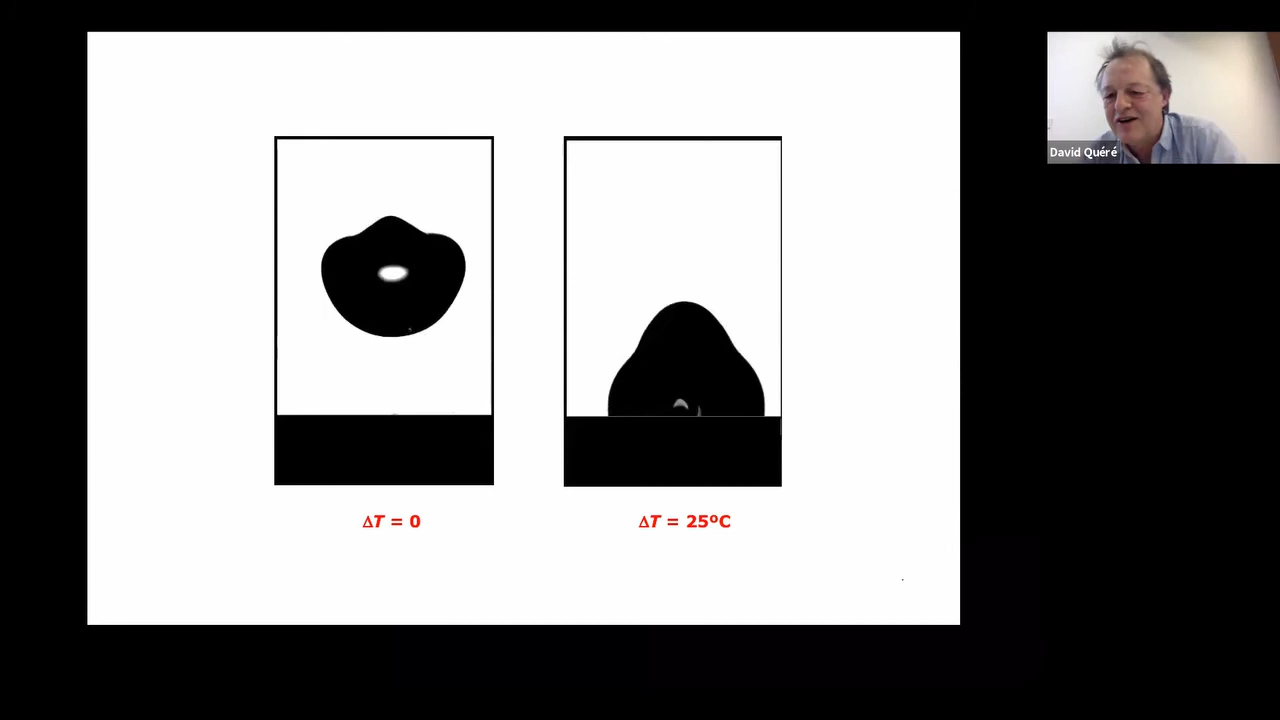 David Quéré
ΔT = 0
ΔT = 25ºC